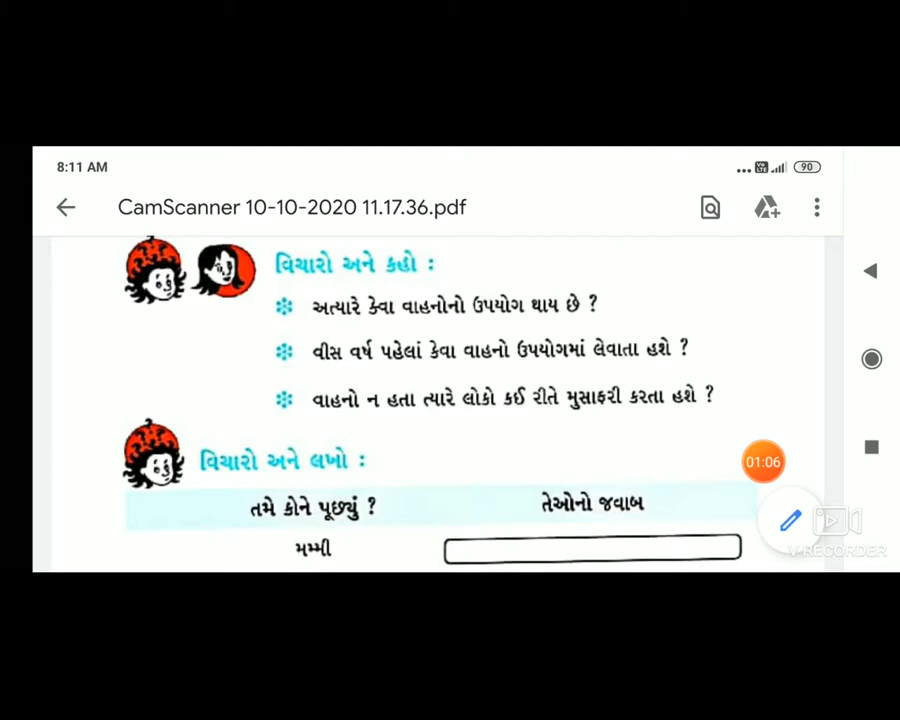 8:11 AM
Vo LTE 90
CamScanner 10-10-2020 11.17.36.pdf
વિચારો અને કહો :
અત્યારે કેવા વાહનોનો ઉપયોગ થાય છે ?
વીસ વર્ષ પહેલાં કેવા વાહનો ઉપયોગમાં લેવાતા હશે ?
વાહનો ન હતા ત્યારે લોકો કઈ રીતે મુસાફરી કરતા હશે ?
વિચારો અને લખો :
01:06
તમે કોને પૂછ્યું ? તેઓનો જવાબ
V-RECORDER
મમ્મી